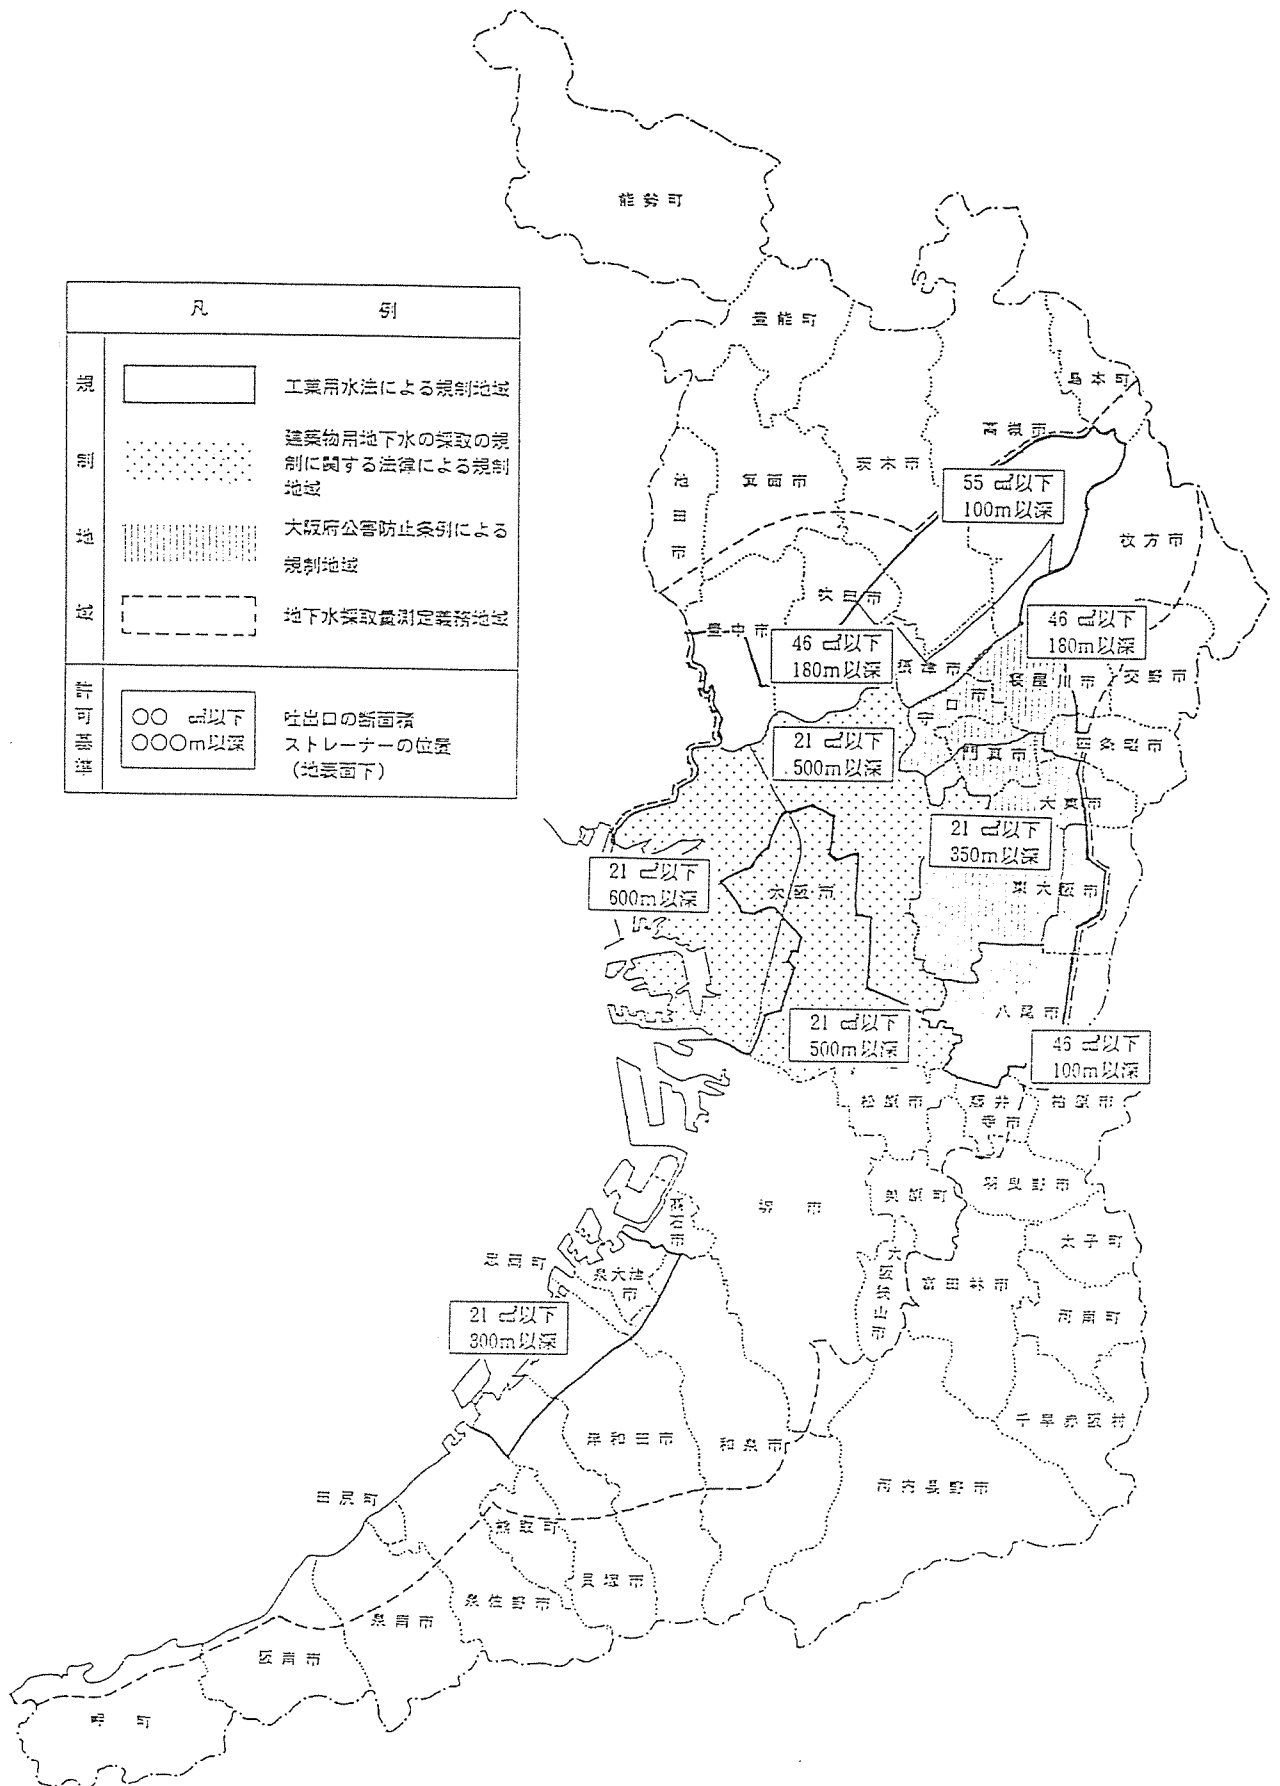 凡例
規制地域
工業用水法による規制地域
建築物用地下水の採取の規
制に関する法律による規制
地域
大阪府公害防止条例による
規制地域
地下水採取量測定義務地域
許可基準
○○ ㎠以下
○○○m以深
吐出口の断面積
ストレーナーの位置
(地表面下)
能勢町
豊能町
島本町
高槻市
茨木市
箕面市
池田市
55 ㎠以下
100m以深
枚方市
吹田市
豊中市
46 ㎠以下
180m以深
46 ㎠以下
180m以深
摂津市
寝屋川市
交野市
守口市
21 ㎠以下
500m以深
門真市
四条畷市
大東市
21 ㎠以下
350m以深
21 ㎠以下
600m以深
大阪市
東大阪市
八尾市
21 ㎠以下
500m以深
46 ㎠以下
100m以深
松原市
藤井寺市
柏原市
美原町
羽曳野市
堺市
高石市
太子町
忠岡町
泉大津市
大阪狭山市
富田林市
河南町
21 ㎠以下
300m以深
千早赤阪村
岸和田市
和泉市
河内長野市
田尻町
熊取町
貝塚市
泉佐野市
泉南市
阪南市
岬町